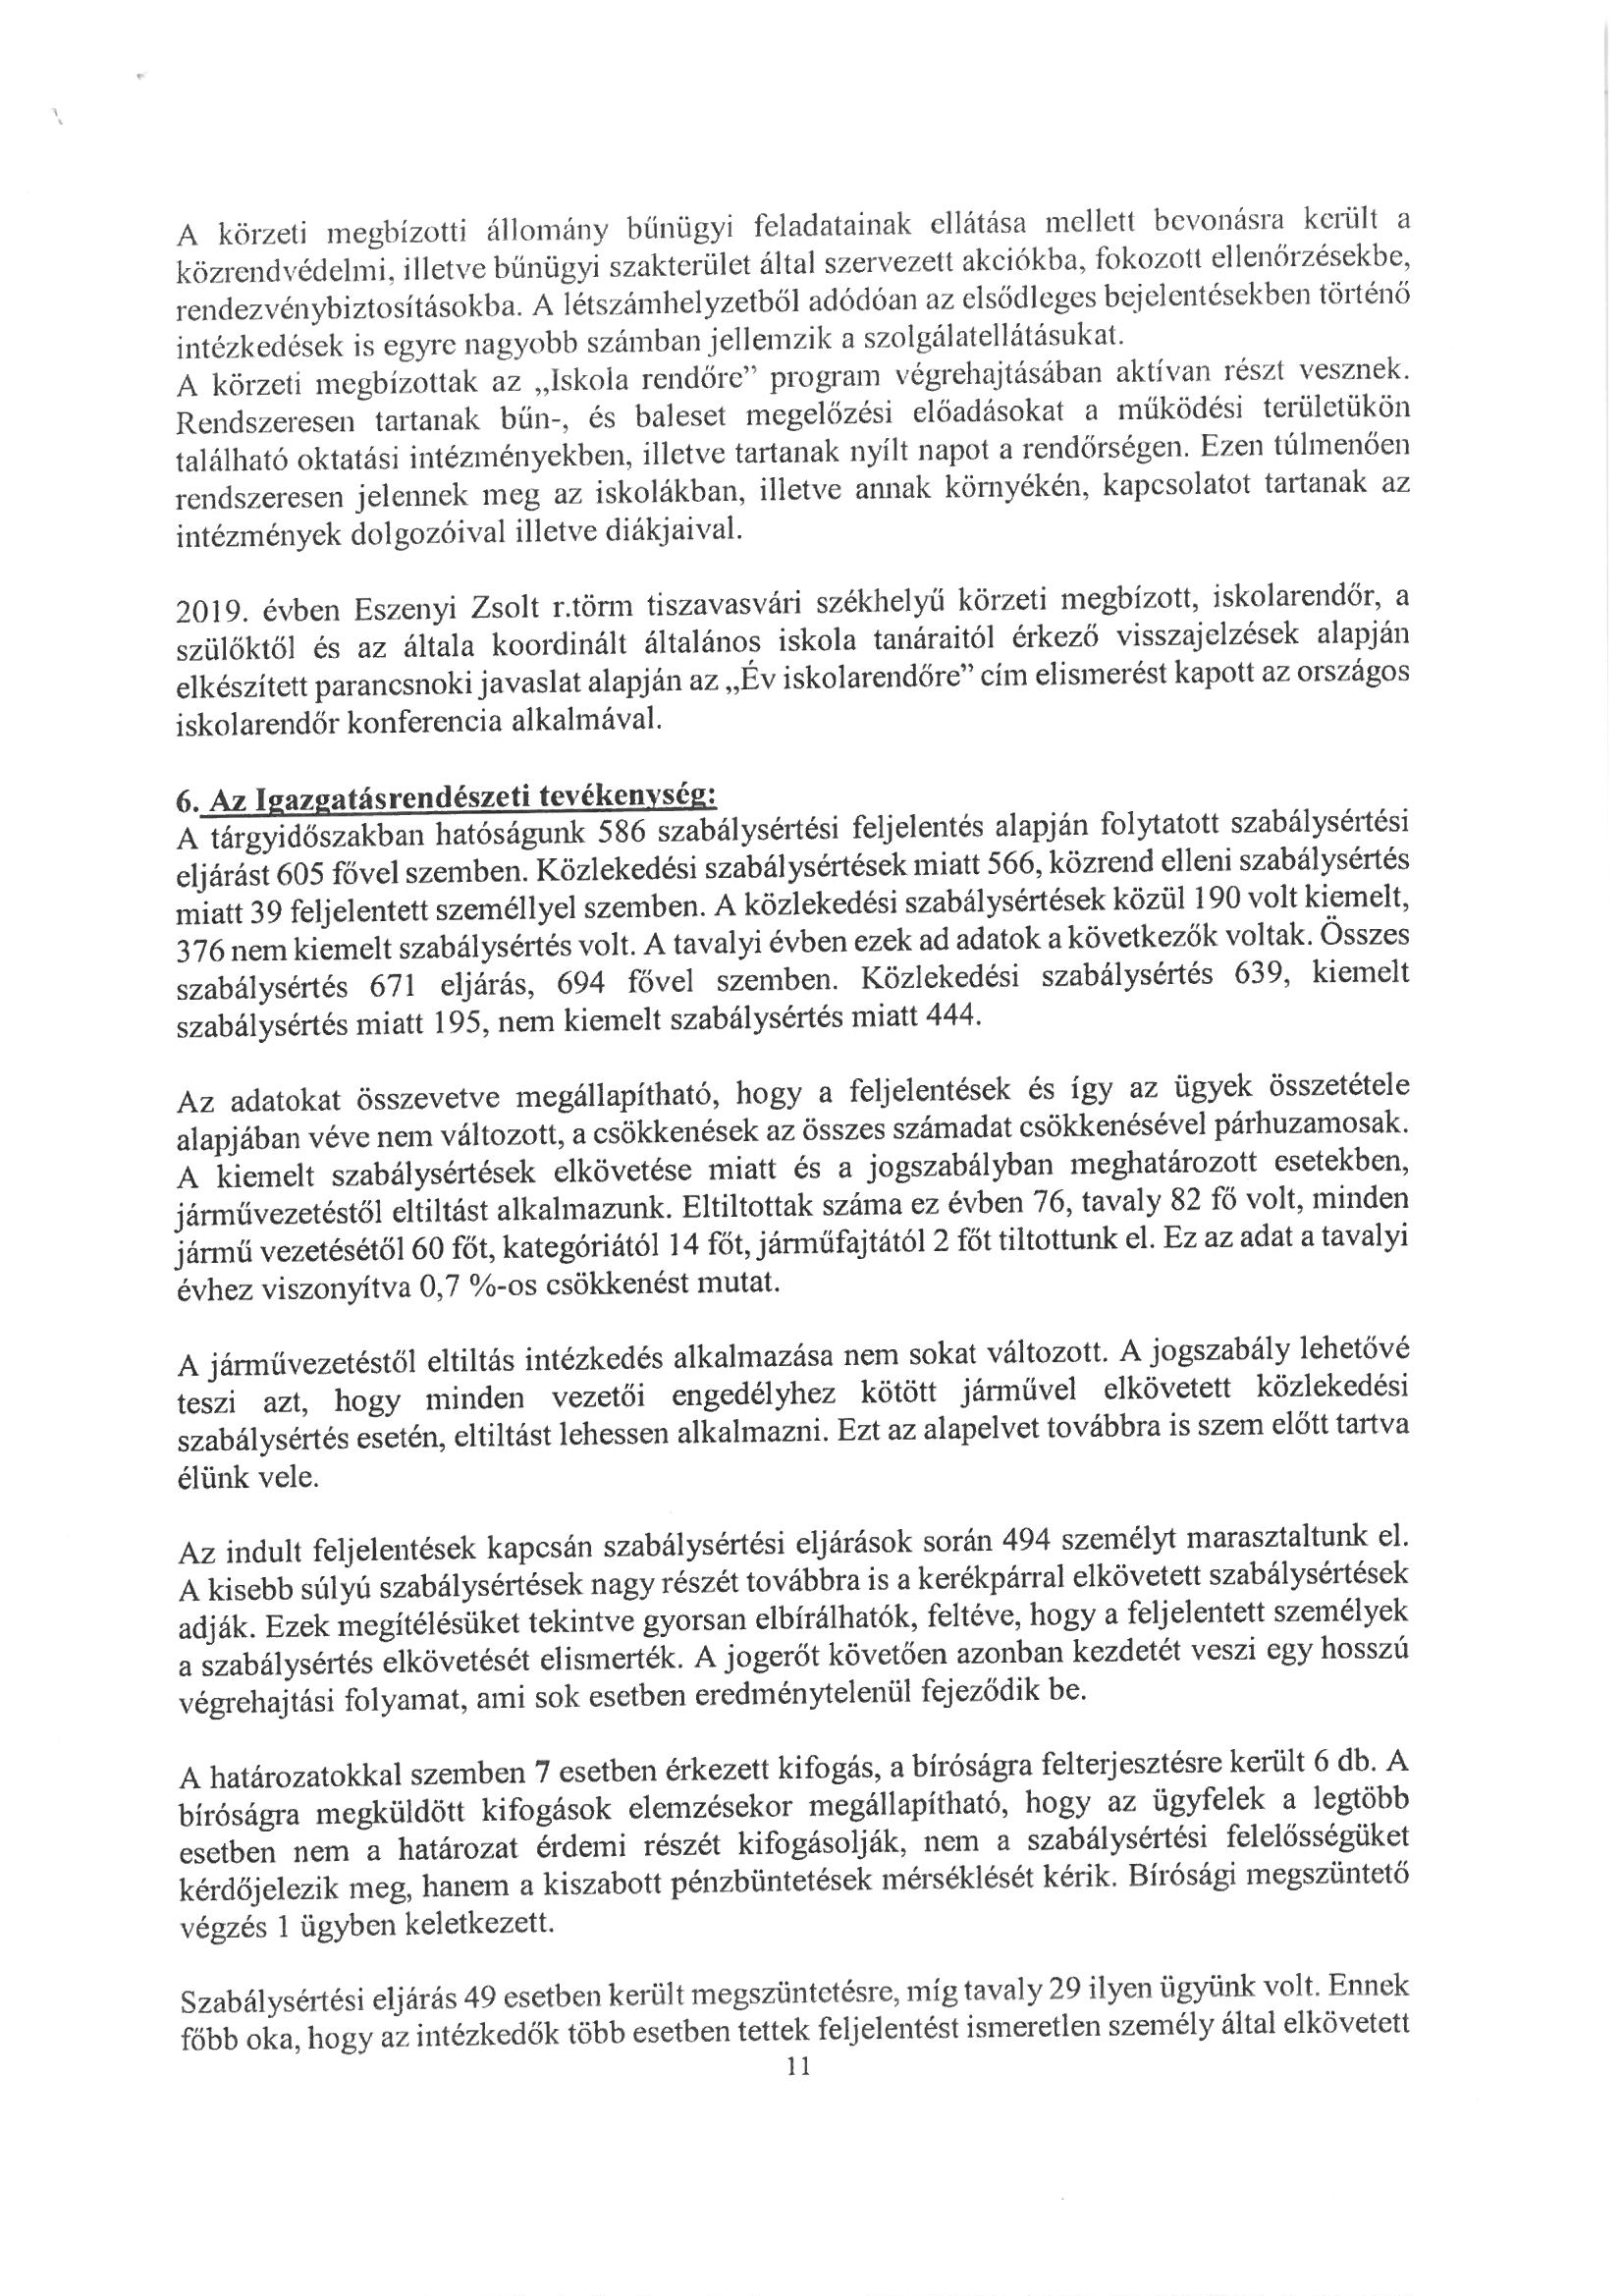 A körzeti megbízotti állomány bűnügyi feladatainak ellátása mellett bevonásra került a
közrendvédelmi, illetve bűnügyi szakterület által szervezett akciókba, fokozott ellenőrzésekbe,
rendezvénybiztosításokba. A létszámhelyzetből adódóan az elsődleges bejelentésekben történő
intézkedések is egyre nagyobb számban jellemzik a szolgálatellátásukat.
A körzeti megbízottak az „Iskola rendőre” program végrehajtásában aktívan részt vesznek.
Rendszeresen tartanak bűn-, és baleset megelőzési előadásokat a működési területükön
található oktatási intézményekben, illetve tartanak nyílt napot a rendőrségen. Ezen túlmenően
rendszeresen jelennek meg az iskolákban, illetve annak környékén, kapcsolatot tartanak az
intézmények dolgozóival illetve diákjaival.
2019. évben Eszenyi Zsolt r.törm tiszavasvári székhelyű körzeti megbízott, iskolarendőr, a
szülőktől és az általa koordinált általános iskola tanáraitól érkező visszajelzések alapján
elkészített parancsnoki javaslat alapján az „Év iskolarendőre” cím elismerést kapott az országos
iskolarendőr konferencia alkalmával.
6. Az Igazgatásrendészeti tevékenység:
A tárgyidőszakban hatóságunk 586 szabálysértési feljelentés alapján folytatott szabálysértési
eljárást 605 fővel szemben. Közlekedési szabálysértések miatt 566, közrend elleni szabálysértés
miatt 39 feljelentett személlyel szemben. A közlekedési szabálysértések közül 190 volt kiemelt,
376 nem kiemelt szabálysértés volt. A tavalyi évben ezek ad adatok a következők voltak. Összes
szabálysértés 671 eljárás, 694 fővel szemben. Közlekedési szabálysértés 639, kiemelt
szabálysértés miatt 195, nem kiemelt szabálysértés miatt 444.
Az adatokat összevetve megállapítható, hogy a feljelentések és így az ügyek összetétele
alapjában véve nem változott, a csökkenések az összes számadat csökkenésével párhuzamosak.
A kiemelt szabálysértések elkövetése miatt és a jogszabályban meghatározott esetekben,
járművezetéstől eltiltást alkalmazunk. Eltiltottak száma ez évben 76, tavaly 82 fő volt, minden
jármű vezetésétől 60 főt, kategóriától 14 főt, járműfajtától 2 főt tiltottunk el. Ez az adat a tavalyi
évhez viszonyítva 0,7 %-os csökkenést mutat.
A járművezetéstől eltiltás intézkedés alkalmazása nem sokat változott. A jogszabály lehetővé
teszi azt, hogy minden vezetői engedélyhez kötött járművel elkövetett közlekedési
szabálysértés esetén, eltiltást lehessen alkalmazni. Ezt az alapelvet továbbra is szem előtt tartva
élünk vele.
Az indult feljelentések kapcsán szabálysértési eljárások során 494 személyt marasztaltunk el.
A kisebb súlyú szabálysértések nagy részét továbbra is a kerékpárral elkövetett szabálysértések
adják. Ezek megítélésüket tekintve gyorsan elbírálhatók, feltéve, hogy a feljelentett személyek
a szabálysértés elkövetését elismerték. A jogerőt követően azonban kezdetét veszi egy hosszú
végrehajtási folyamat, ami sok esetben eredménytelenül fejeződik be.
A határozatokkal szemben 7 esetben érkezett kifogás, a bíróságra felterjesztésre került 6 db. A
bíróságra megküldött kifogások elemzésekor megállapítható, hogy az ügyfelek a legtöbb
esetben nem a határozat érdemi részét kifogásolják, nem a szabálysértési felelősségüket
kérdőjelezik meg, hanem a kiszabott pénzbüntetések mérséklését kérik. Bírósági megszüntető
végzés 1 ügyben keletkezett.
Szabálysértési eljárás 49 esetben került megszüntetésre, míg tavaly 29 ilyen ügyünk volt. Ennek
főbb oka, hogy az intézkedők több esetben tettek feljelentést ismeretlen személy által elkövetett
11